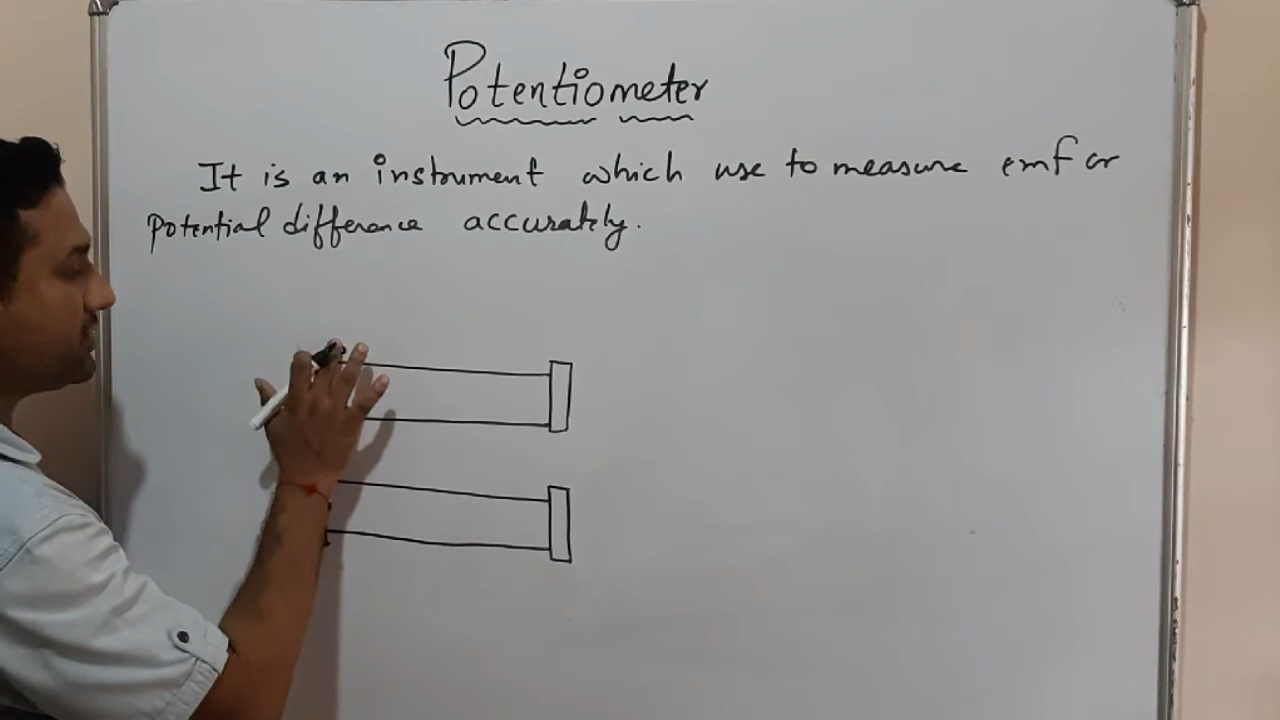 Potentiometer
It is an instrument which use to measure emf or
potential difference accurately.